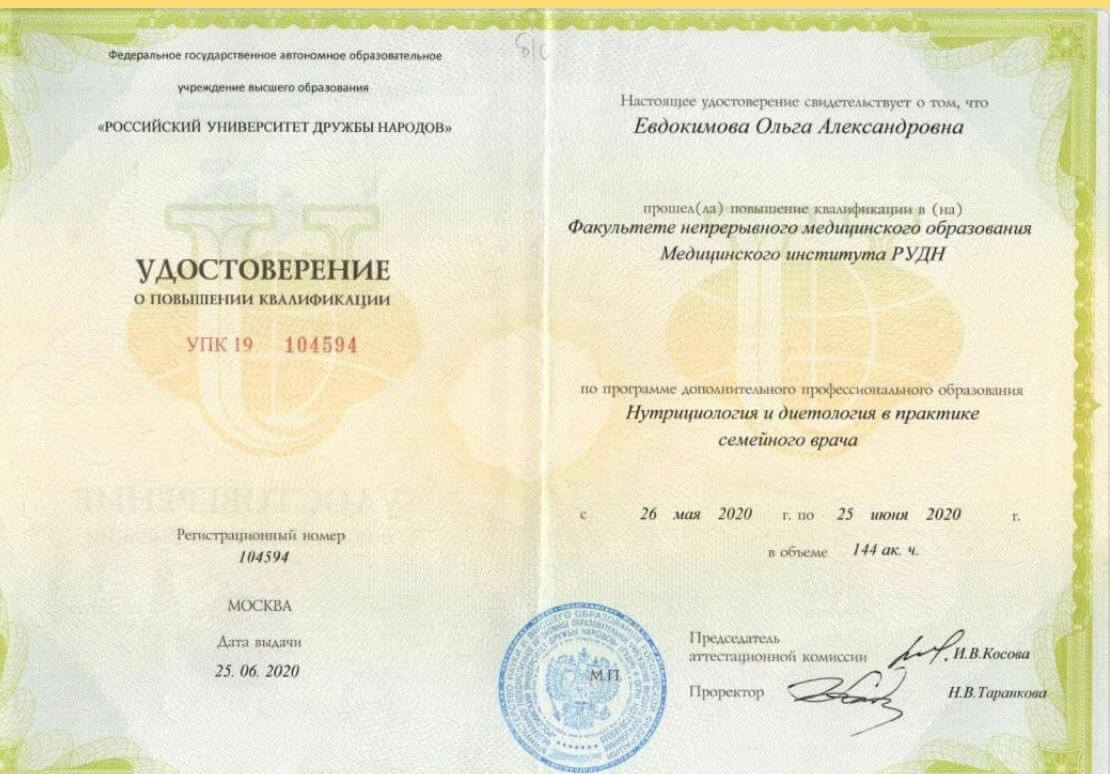 Федеральное государственное автономное образовательное
учреждение высшего образования
«РОССИЙСКИЙ УНИВЕРСИТЕТ ДРУЖБЫ НАРОДОВ»
УДОСТОВЕРЕНИЕ
О ПОВЫШЕНИИ КВАЛИФИКАЦИИ
УПК 19 104594
Регистрационный номер
104594
МОСКВА
Дата выдачи
25. 06. 2020
Настоящее удостоверение свидетельствует о том, что
Евдокимова Ольга Александровна
прошел(ла) повышение квалификации в (на)
Факультете непрерывного медицинского образования
Медицинского института РУДН
по программе дополнительного профессионального образования
Нутрициология и диетология в практике
семейного врача
с 26 мая 2020 г. по 25 июня 2020 г.
в объеме 144 ак. ч.
М.П.
Председатель
аттестационной комиссии И.В.Косова
Проректор Н.В.Таранкова